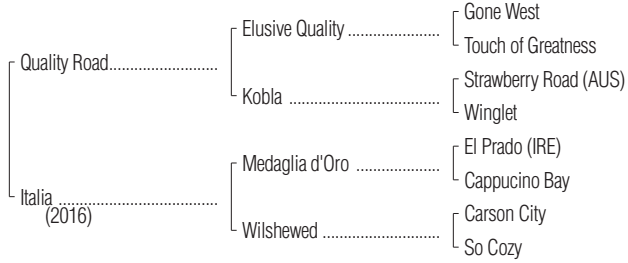 Gone West
Elusive Quality ......................
Touch of Greatness
Quality Road..........................
Strawberry Road (AUS)
Kobla ....................................
Winglet
El Prado (IRE)
Medaglia d'Oro ....................
Cappucino Bay
Italia ......................................
(2016)
Carson City
Wilshewed ............................
So Cozy